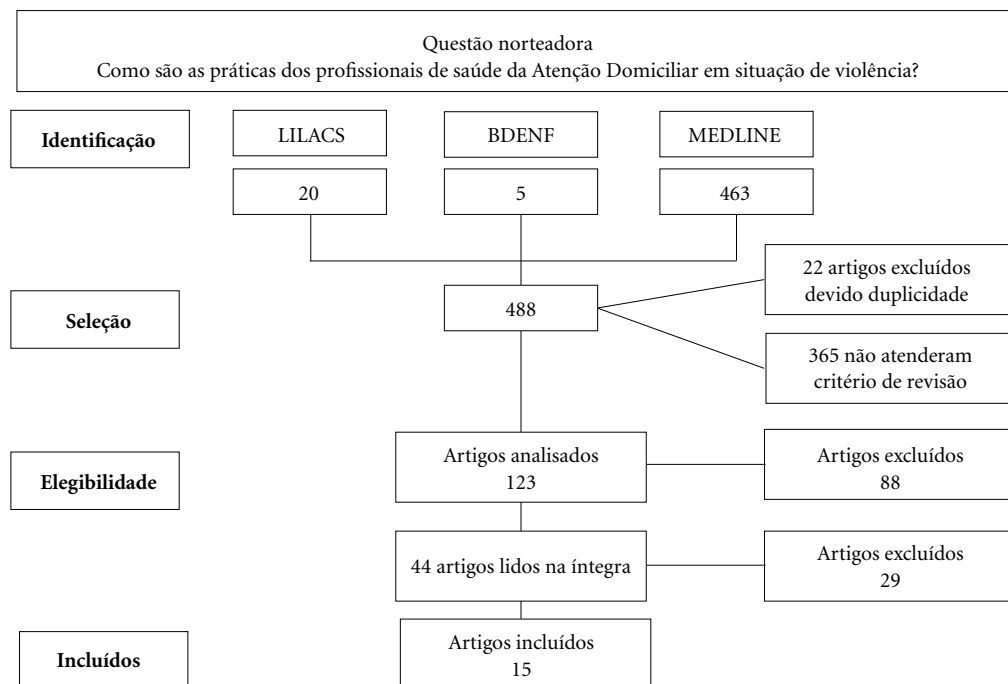 Questão norteadora
Como são as práticas dos profissionais de saúde da Atenção Domiciliar em situação de violência?
Identificação
LILACS
BDENF
MEDLINE
20
5
463
22 artigos excluídos
devido duplicidade
Seleção
488
365 não atenderam
critério de revisão
Elegibilidade
Artigos analisados
123
Artigos excluídos
88
44 artigos lidos na íntegra
Artigos excluídos
29
Incluídos
Artigos incluídos
15